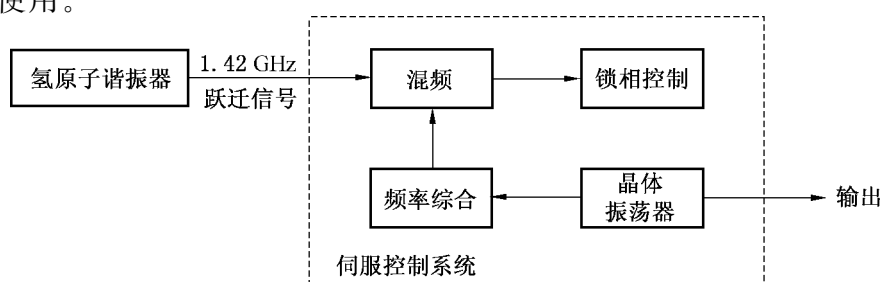 使用。
氢原子谐振器
1.42 GHz
跃迁信号
混频
锁相控制
频率综合
晶体
振荡器
输出
伺服控制系统